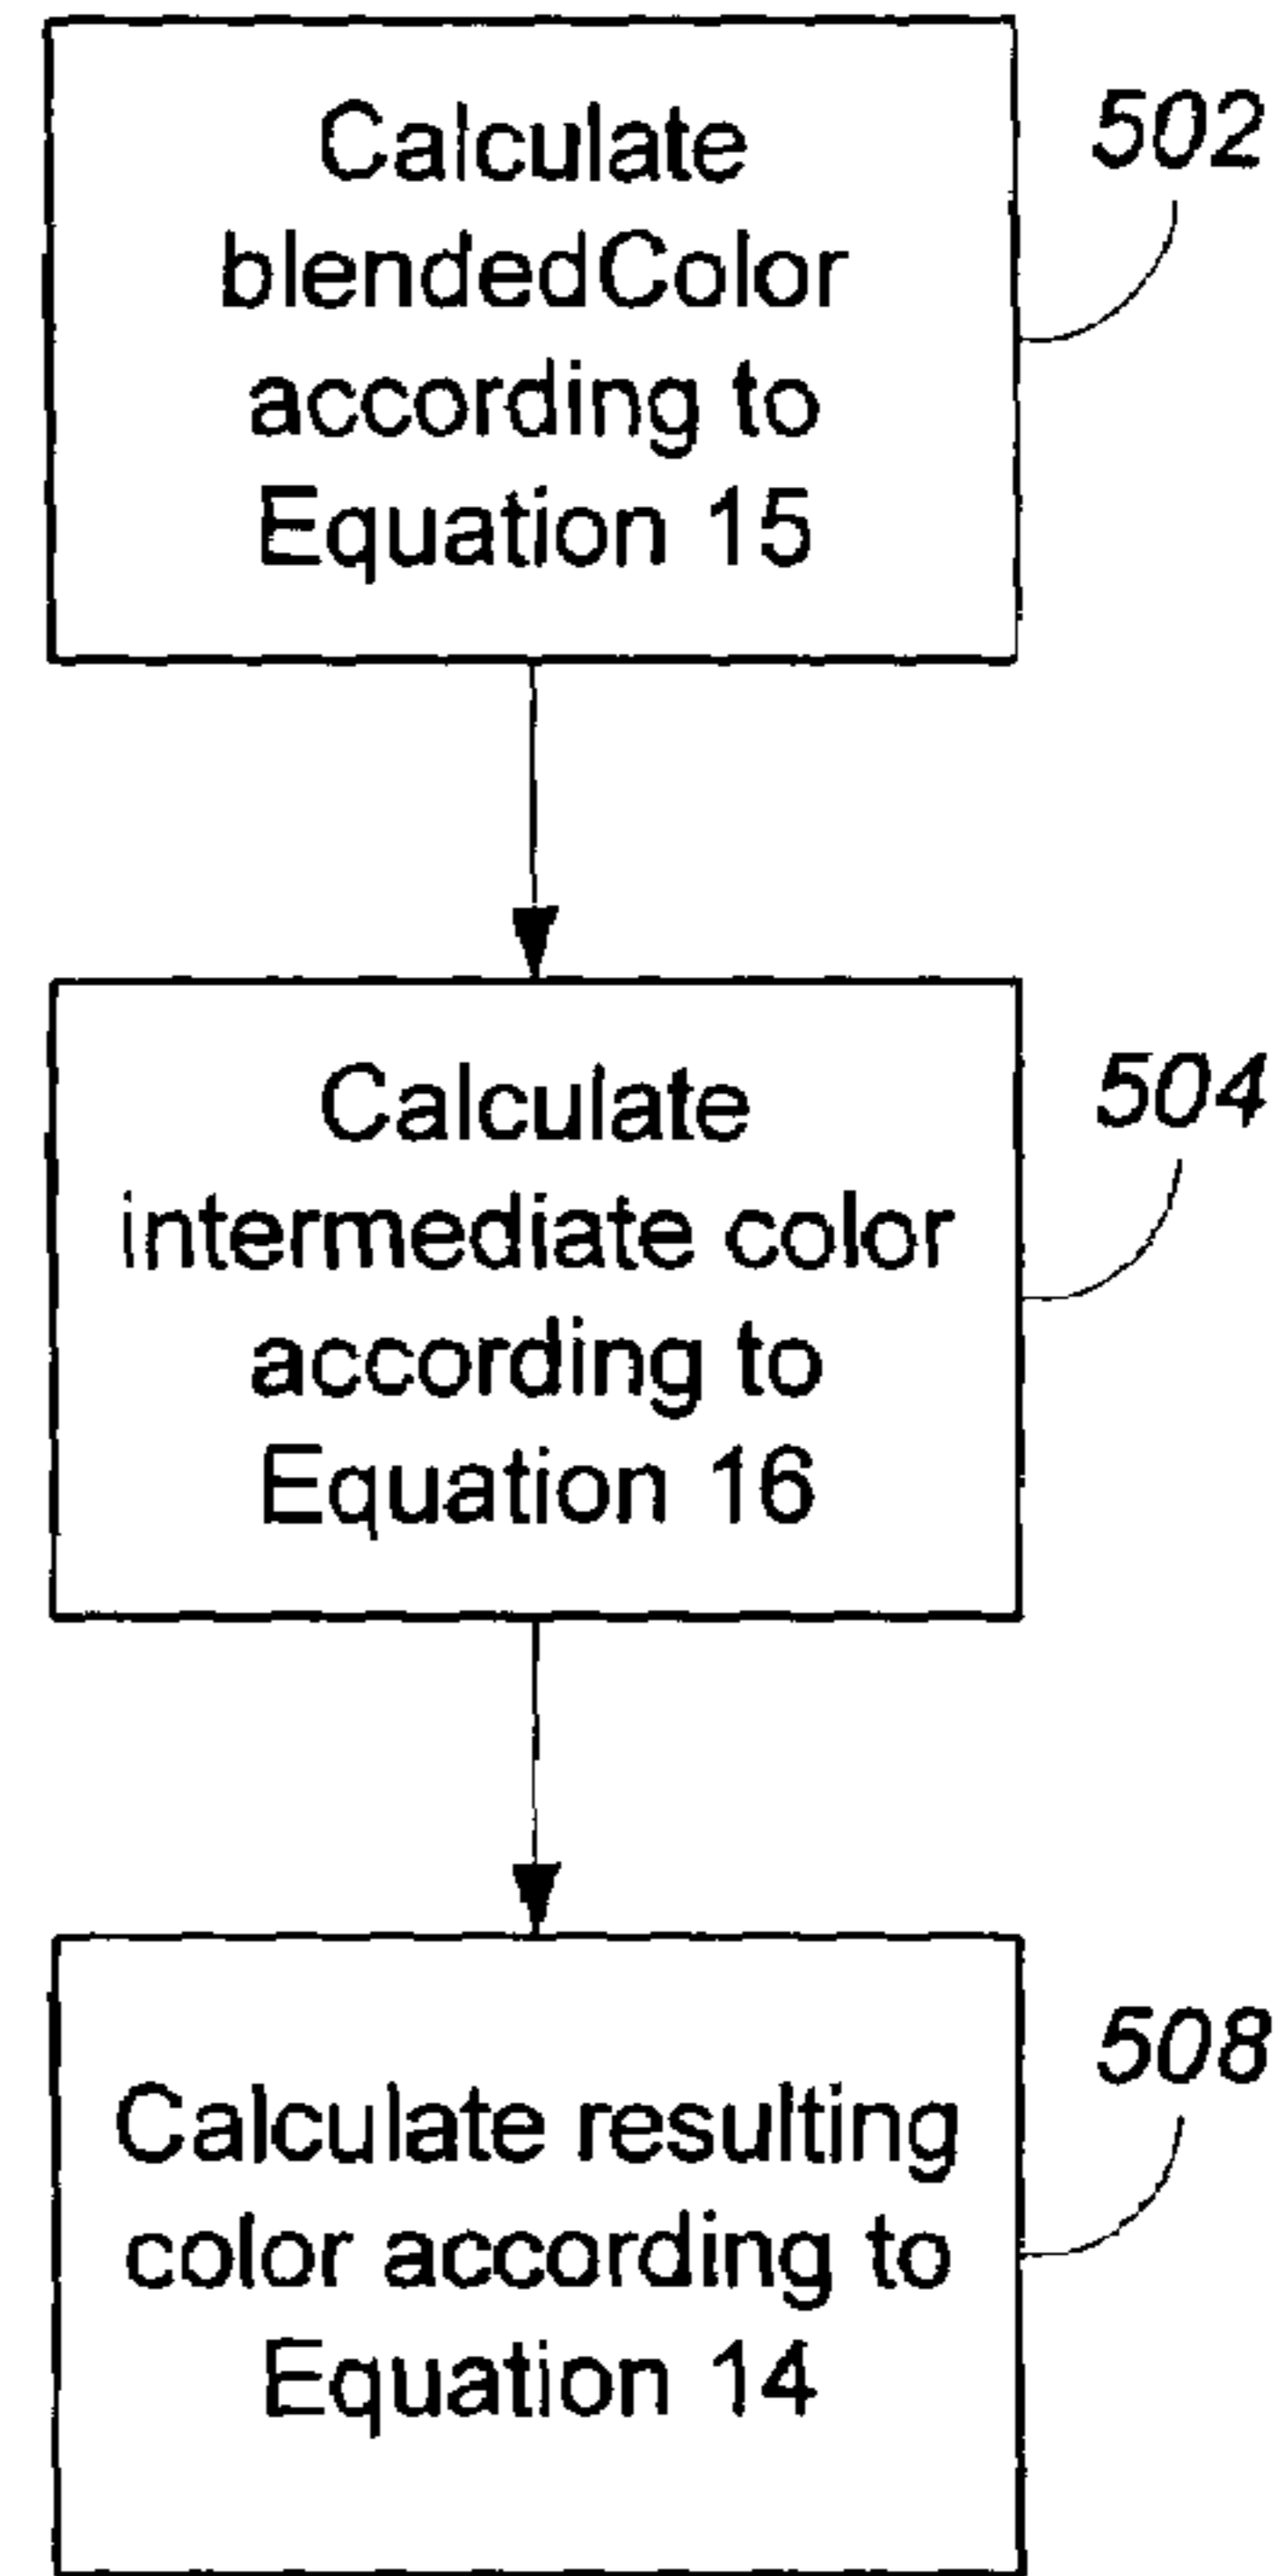 Calculate
blendedColor
according to
Equation 15
502
Calculate
intermediate color
according to
Equation 16
504
Calculate resulting
color according to
Equation 14
508